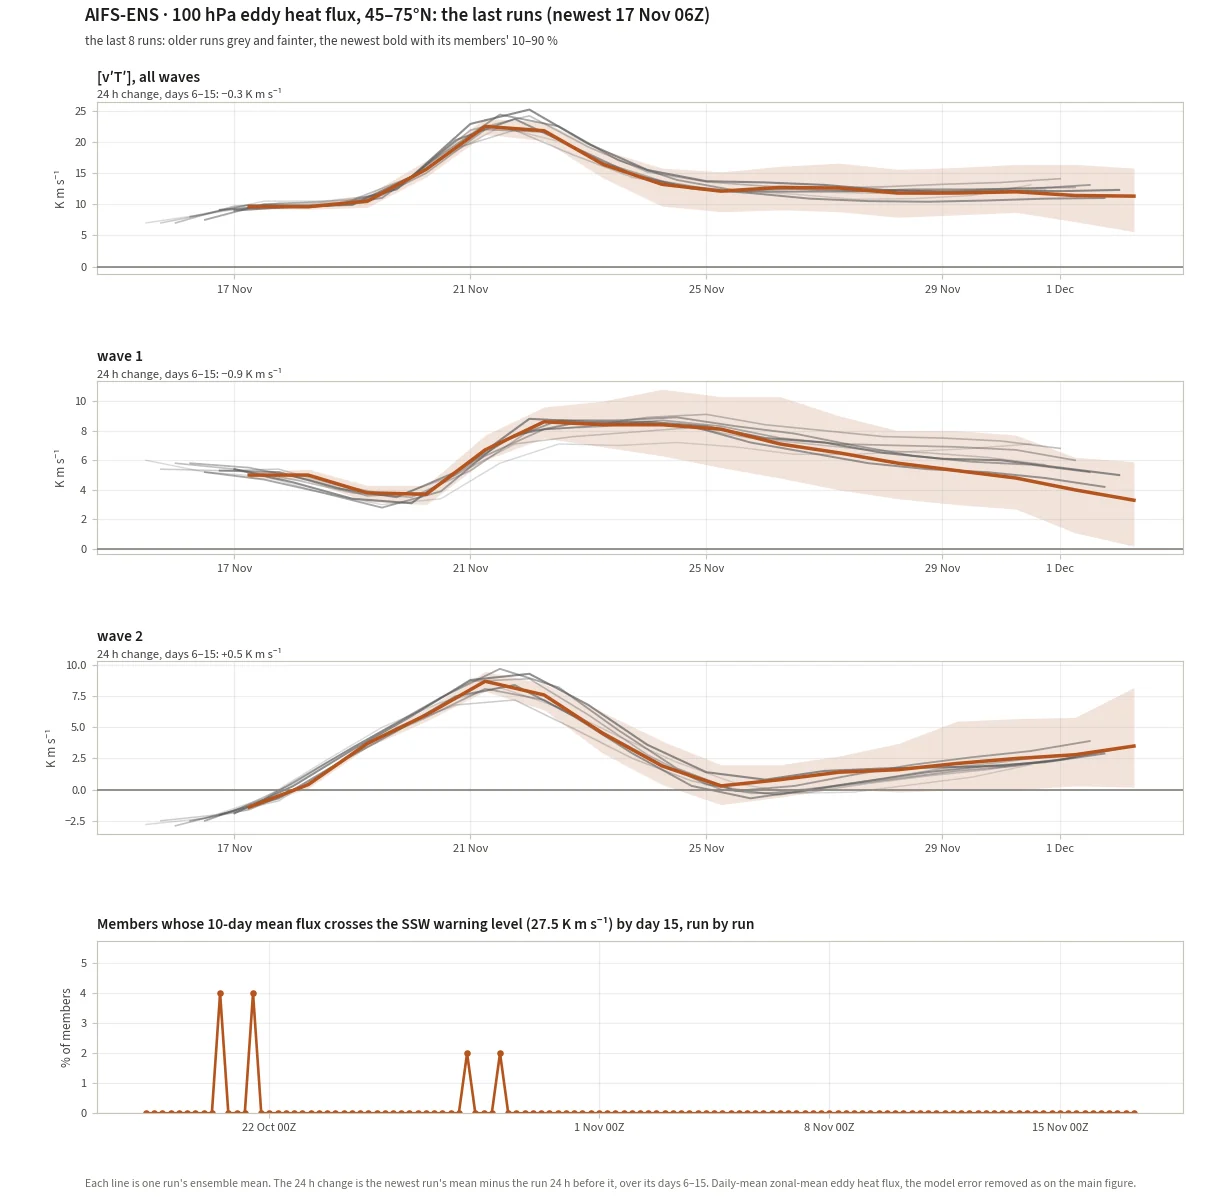 AIFS-ENS · 100 hPa eddy heat flux, 45–75°N: the last runs (newest 17 Nov 06Z)
the last 8 runs: older runs grey and fainter, the newest bold with its members' 10–90 %
[v′T′], all waves
24 h change, days 6–15: −0.3 K m s⁻¹
25
20
15
10
5
0
K m s⁻¹
17 Nov 21 Nov 25 Nov 29 Nov 1 Dec
wave 1
24 h change, days 6–15: −0.9 K m s⁻¹
10
8
6
4
2
0
K m s⁻¹
17 Nov 21 Nov 25 Nov 29 Nov 1 Dec
wave 2
24 h change, days 6–15: +0.5 K m s⁻¹
10.0
7.5
5.0
2.5
0.0
−2.5
K m s⁻¹
17 Nov 21 Nov 25 Nov 29 Nov 1 Dec
Members whose 10-day mean flux crosses the SSW warning level (27.5 K m s⁻¹) by day 15, run by run
5
4
3
2
1
0
% of members
22 Oct 00Z 1 Nov 00Z 8 Nov 00Z 15 Nov 00Z
Each line is one run's ensemble mean. The 24 h change is the newest run's mean minus the run 24 h before it, over its days 6–15. Daily-mean zonal-mean eddy heat flux, the model error removed as on the main figure.